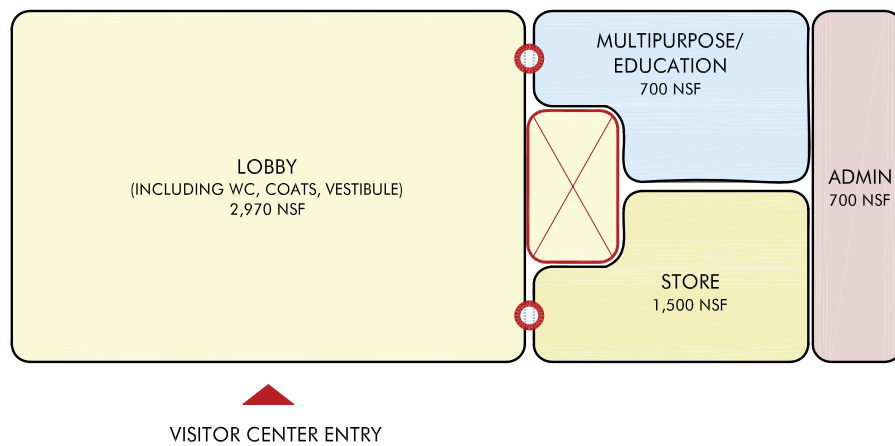 MULTIPURPOSE/
EDUCATION
700 NSF
LOBBY
(INCLUDING WC, COATS, VESTIBULE)
2,970 NSF
ADMIN
700 NSF
STORE
1,500 NSF
VISITOR CENTER ENTRY